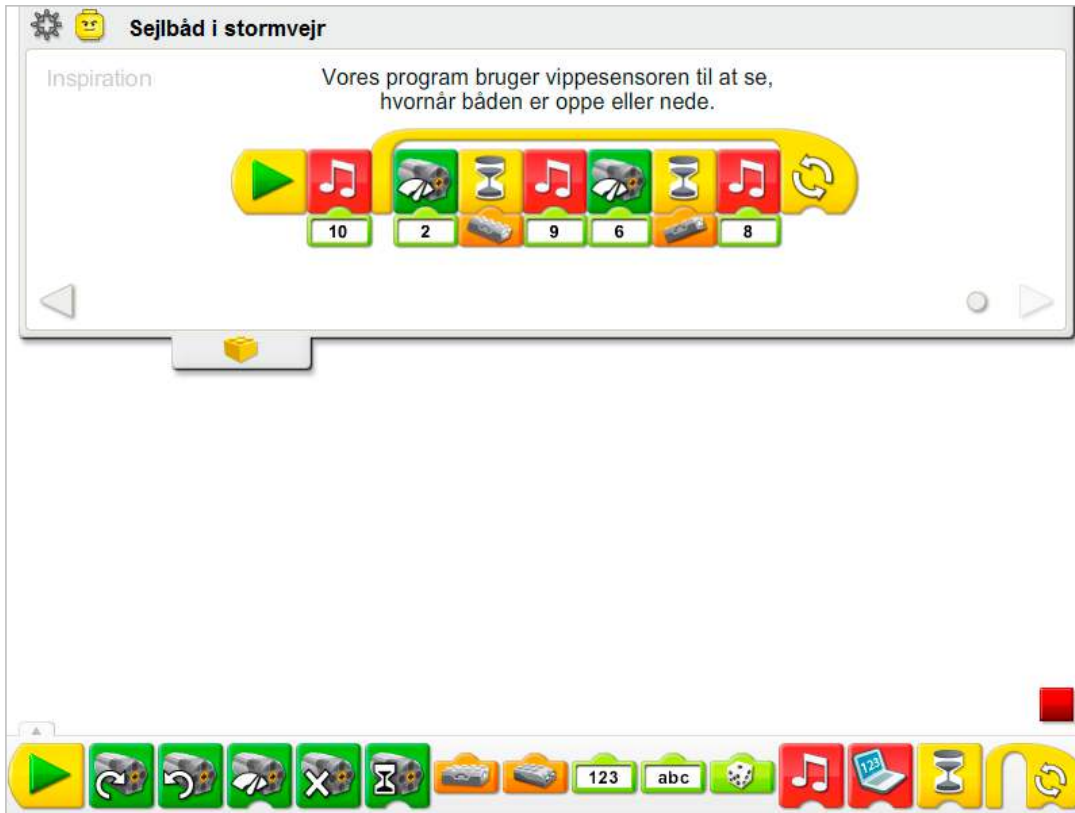 Sejlbåd i stormvejr
Inspiration
Vores program bruger vippesensoren til at se,
hvornår båden er oppe eller nede.
10 2 9 6 8
123 abc 123